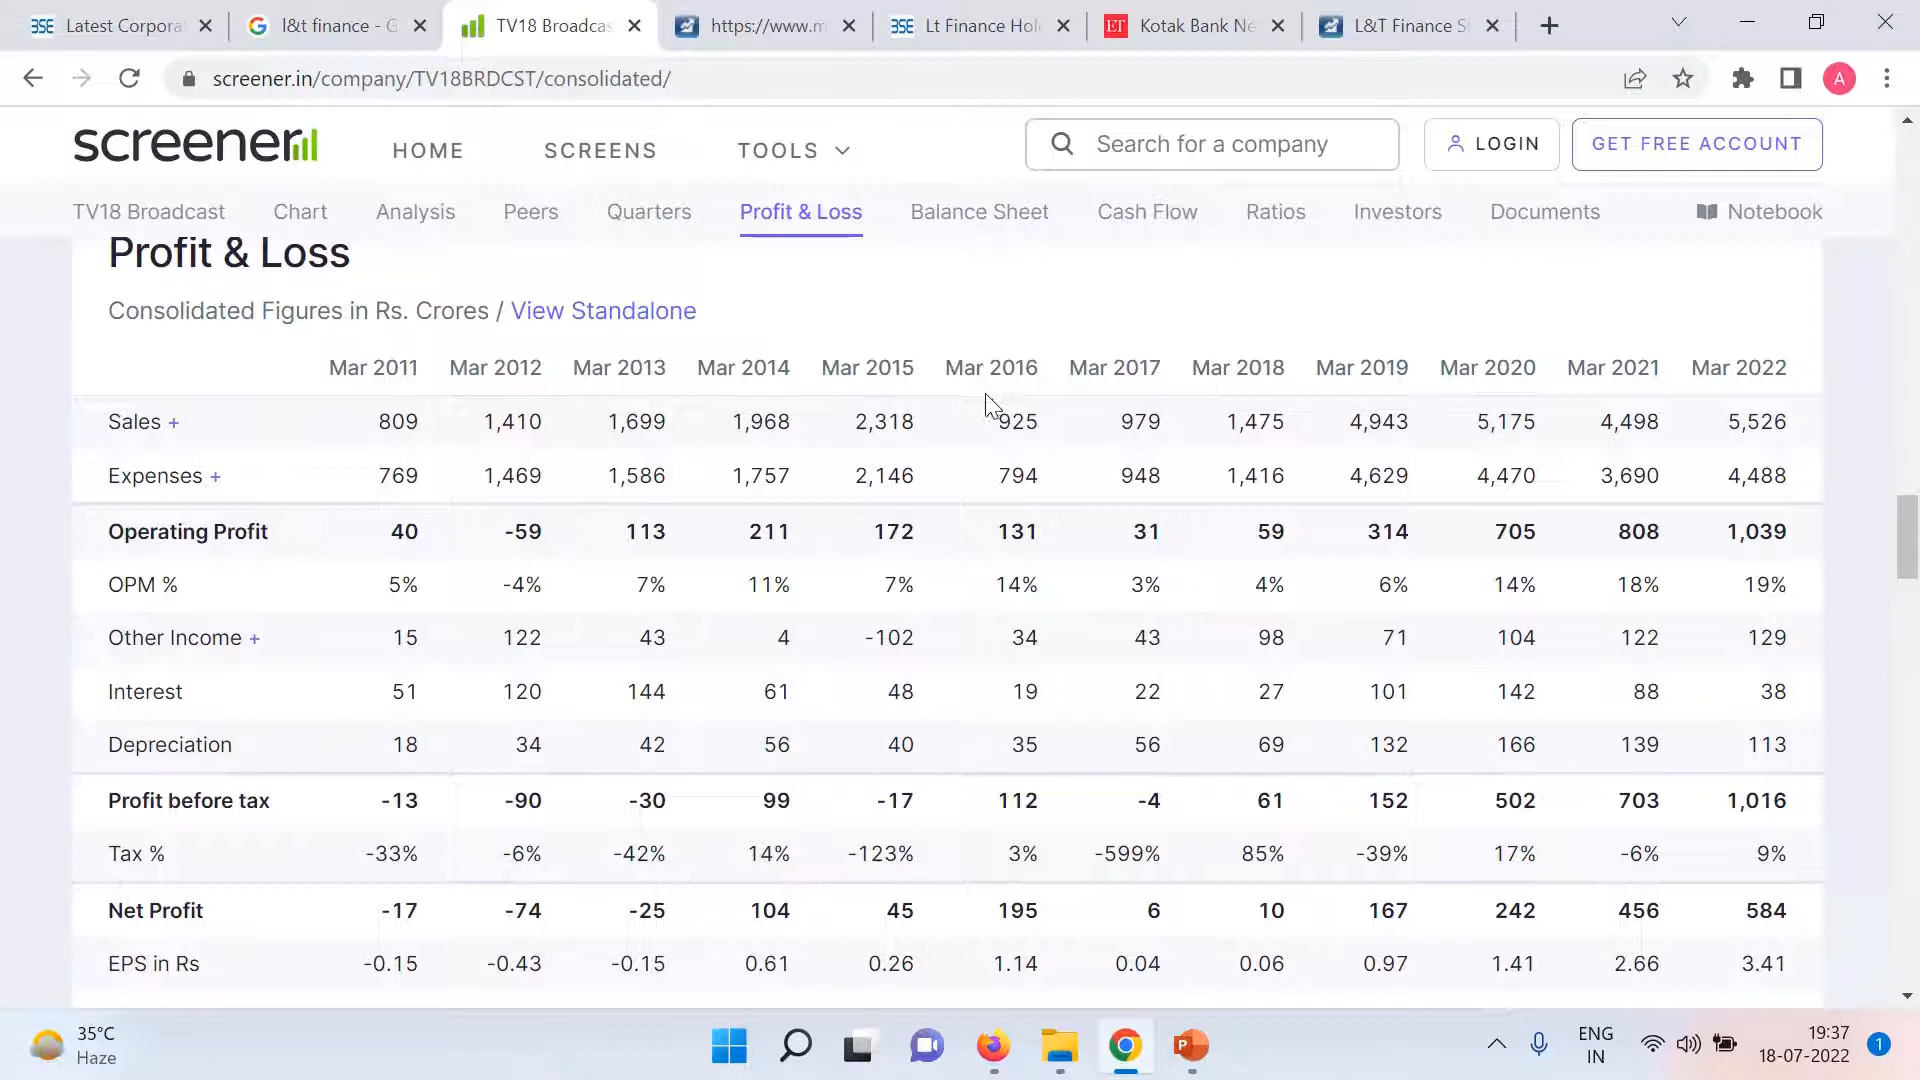 Latest Corpora
l&t finance - G
TV18 Broadcas
https://www.m
Lt Finance Hol
Kotak Bank Ne
L&T Finance S
screener.in/company/TV18BRDCST/consolidated/
A
screener
HOME
SCREENS
TOOLS
Search for a company
LOGIN
GET FREE ACCOUNT
TV18 Broadcast Chart Analysis Peers Quarters Profit & Loss Balance Sheet Cash Flow Ratios Investors Documents Notebook
Profit & Loss
Consolidated Figures in Rs. Crores / View Standalone
Mar 2011 Mar 2012 Mar 2013 Mar 2014 Mar 2015 Mar 2016 Mar 2017 Mar 2018 Mar 2019 Mar 2020 Mar 2021 Mar 2022
Sales + 809 1,410 1,699 1,968 2,318 925 979 1,475 4,943 5,175 4,498 5,526
Expenses + 769 1,469 1,586 1,757 2,146 794 948 1,416 4,629 4,470 3,690 4,488
Operating Profit 40 -59 113 211 172 131 31 59 314 705 808 1,039
OPM % 5% -4% 7% 11% 7% 14% 3% 4% 6% 14% 18% 19%
Other Income + 15 122 43 4 -102 34 43 98 71 104 122 129
Interest 51 120 144 61 48 19 22 27 101 142 88 38
Depreciation 18 34 42 56 40 35 56 69 132 166 139 113
Profit before tax -13 -90 -30 99 -17 112 -4 61 152 502 703 1,016
Tax % -33% -6% -42% 14% -123% 3% -599% 85% -39% 17% -6% 9%
Net Profit -17 -74 -25 104 45 195 6 10 167 242 456 584
EPS in Rs -0.15 -0.43 -0.15 0.61 0.26 1.14 0.04 0.06 0.97 1.41 2.66 3.41
35°C
Haze
ENG
IN
19:37
18-07-2022
1